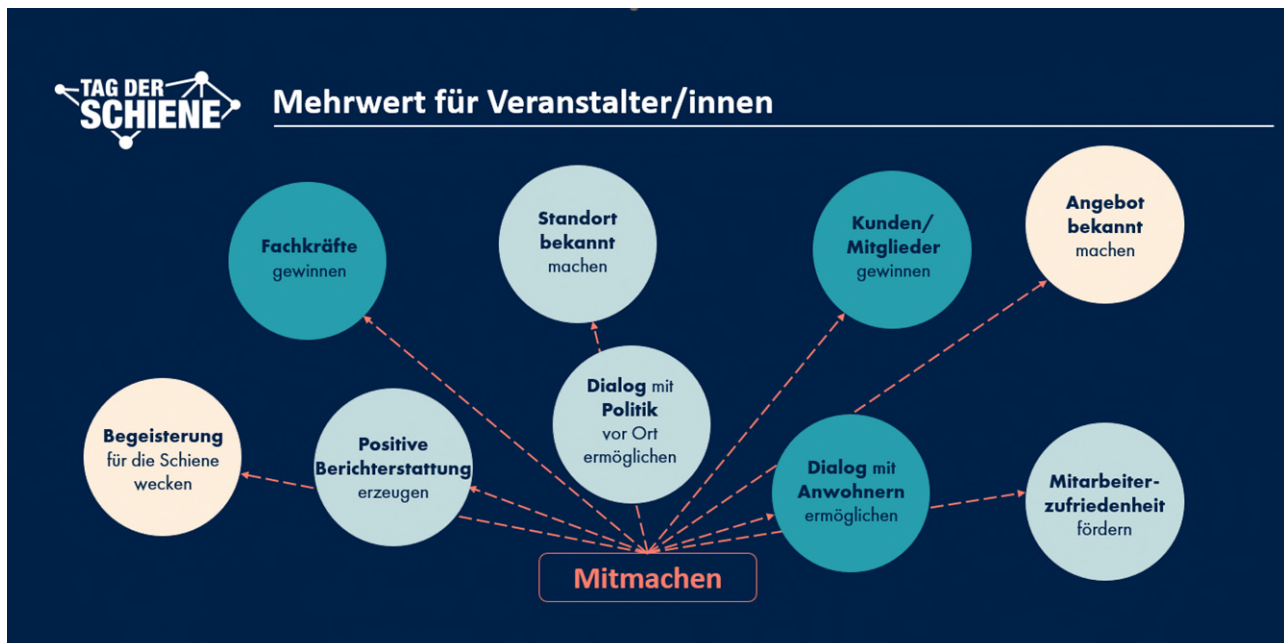 TAG DER
SCHIENE
Mehrwert für Veranstalter/innen
Fachkräfte
gewinnen
Standort
bekannt
machen
Kunden/
Mitglieder
gewinnen
Angebot
bekannt
machen
Begeisterung
für die Schiene
wecken
Positive
Berichterstattung
erzeugen
Dialog mit
Politik
vor Ort
ermöglichen
Dialog mit
Anwohnern
ermöglichen
Mitarbeiter-
zufriedenheit
fördern
Mitmachen